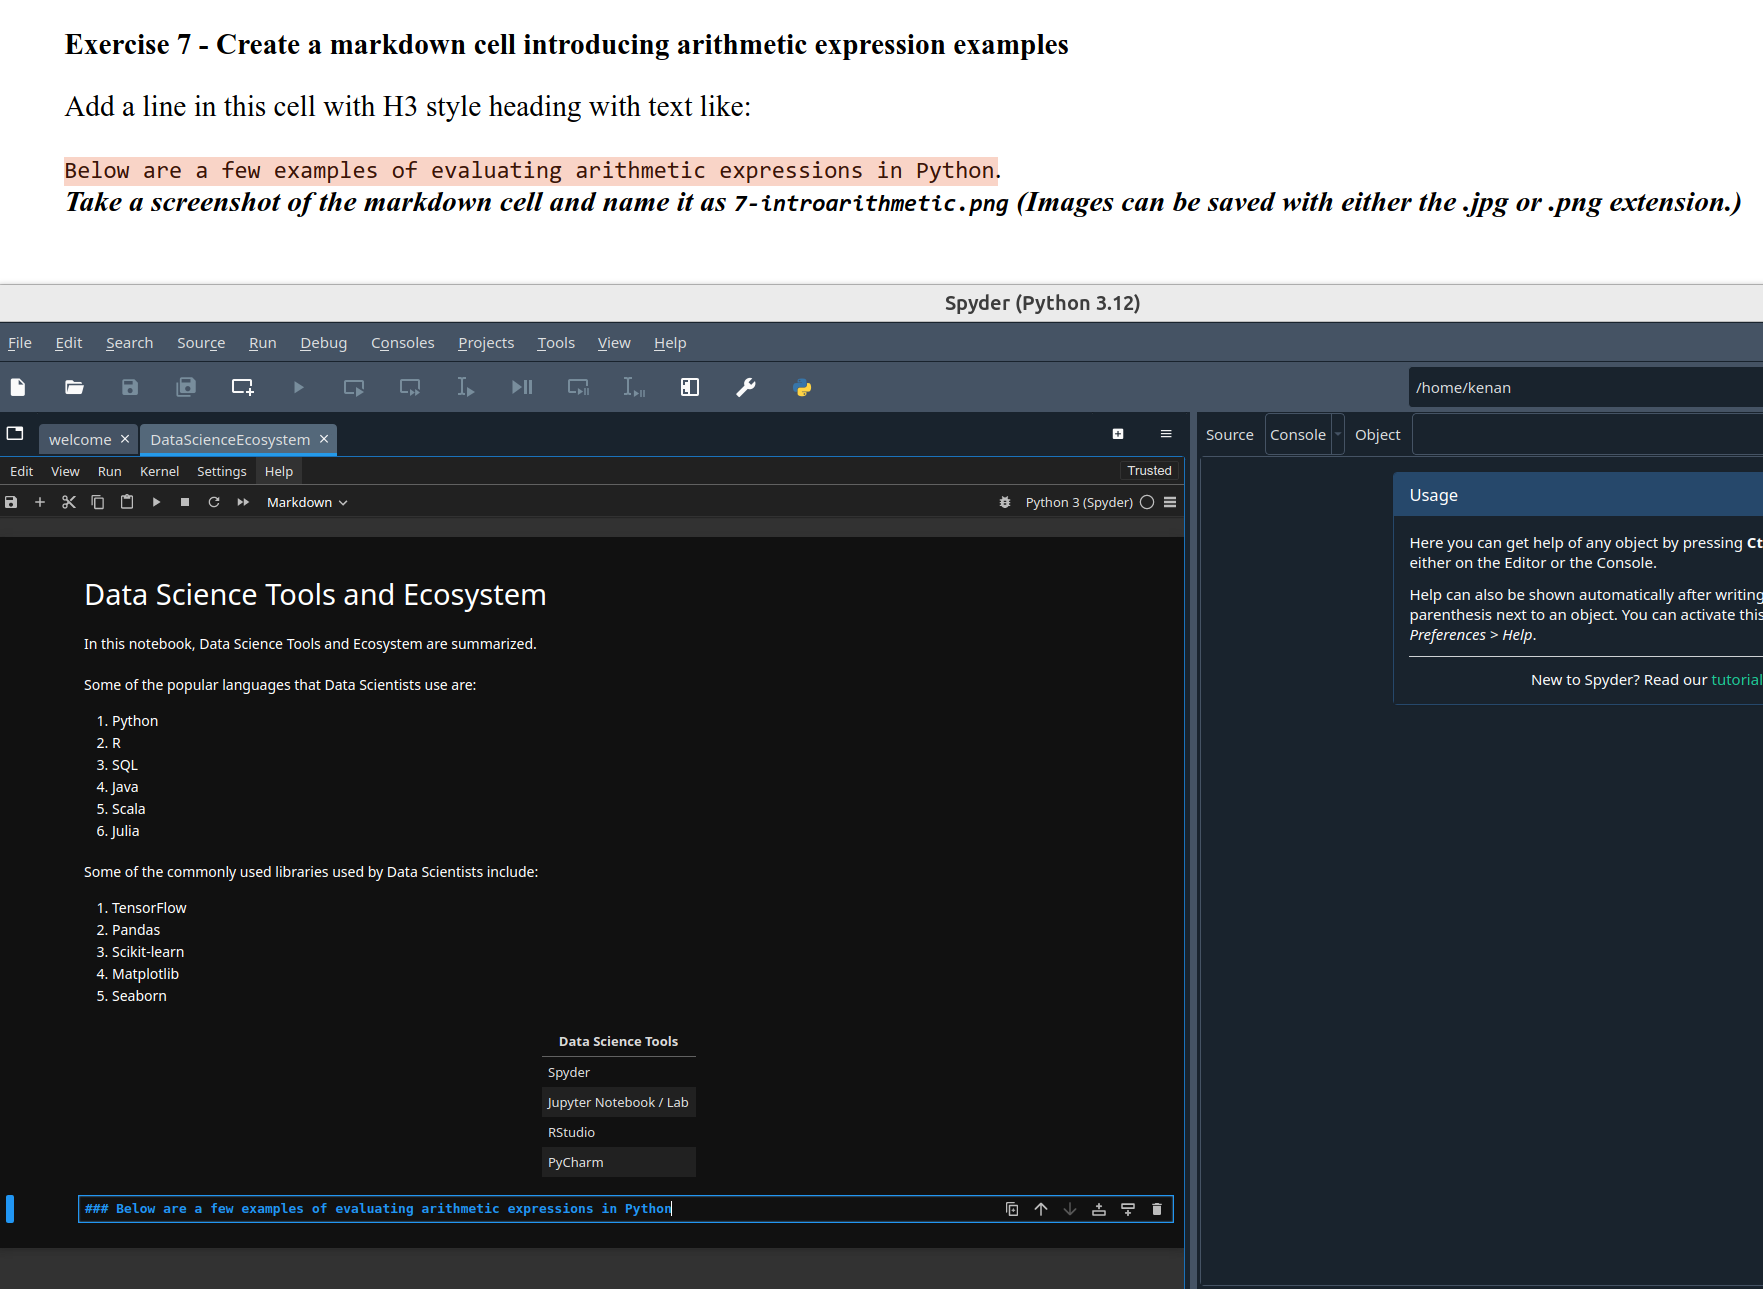 Exercise 7 - Create a markdown cell introducing arithmetic expression examples
Add a line in this cell with H3 style heading with text like:
Below are a few examples of evaluating arithmetic expressions in Python.
Take a screenshot of the markdown cell and name it as 7-introarithmetic.png (Images can be saved with either the .jpg or .png extension.)
Spyder (Python 3.12)
File Edit Search Source Run Debug Consoles Projects Tools View Help
/home/kenan
welcome DataScienceEcosystem
Source Console Object
Edit View Run Kernel Settings Help Trusted
Markdown Python 3 (Spyder)
Data Science Tools and Ecosystem
In this notebook, Data Science Tools and Ecosystem are summarized.
Some of the popular languages that Data Scientists use are:
1. Python
2. R
3. SQL
4. Java
5. Scala
6. Julia
Some of the commonly used libraries used by Data Scientists include:
1. TensorFlow
2. Pandas
3. Scikit-learn
4. Matplotlib
5. Seaborn
Data Science Tools
Spyder
Jupyter Notebook / Lab
RStudio
PyCharm
### Below are a few examples of evaluating arithmetic expressions in Python
Usage
Here you can get help of any object by pressing Ct
either on the Editor or the Console.
Help can also be shown automatically after writing
parenthesis next to an object. You can activate this
Preferences > Help.
New to Spyder? Read our tutorial